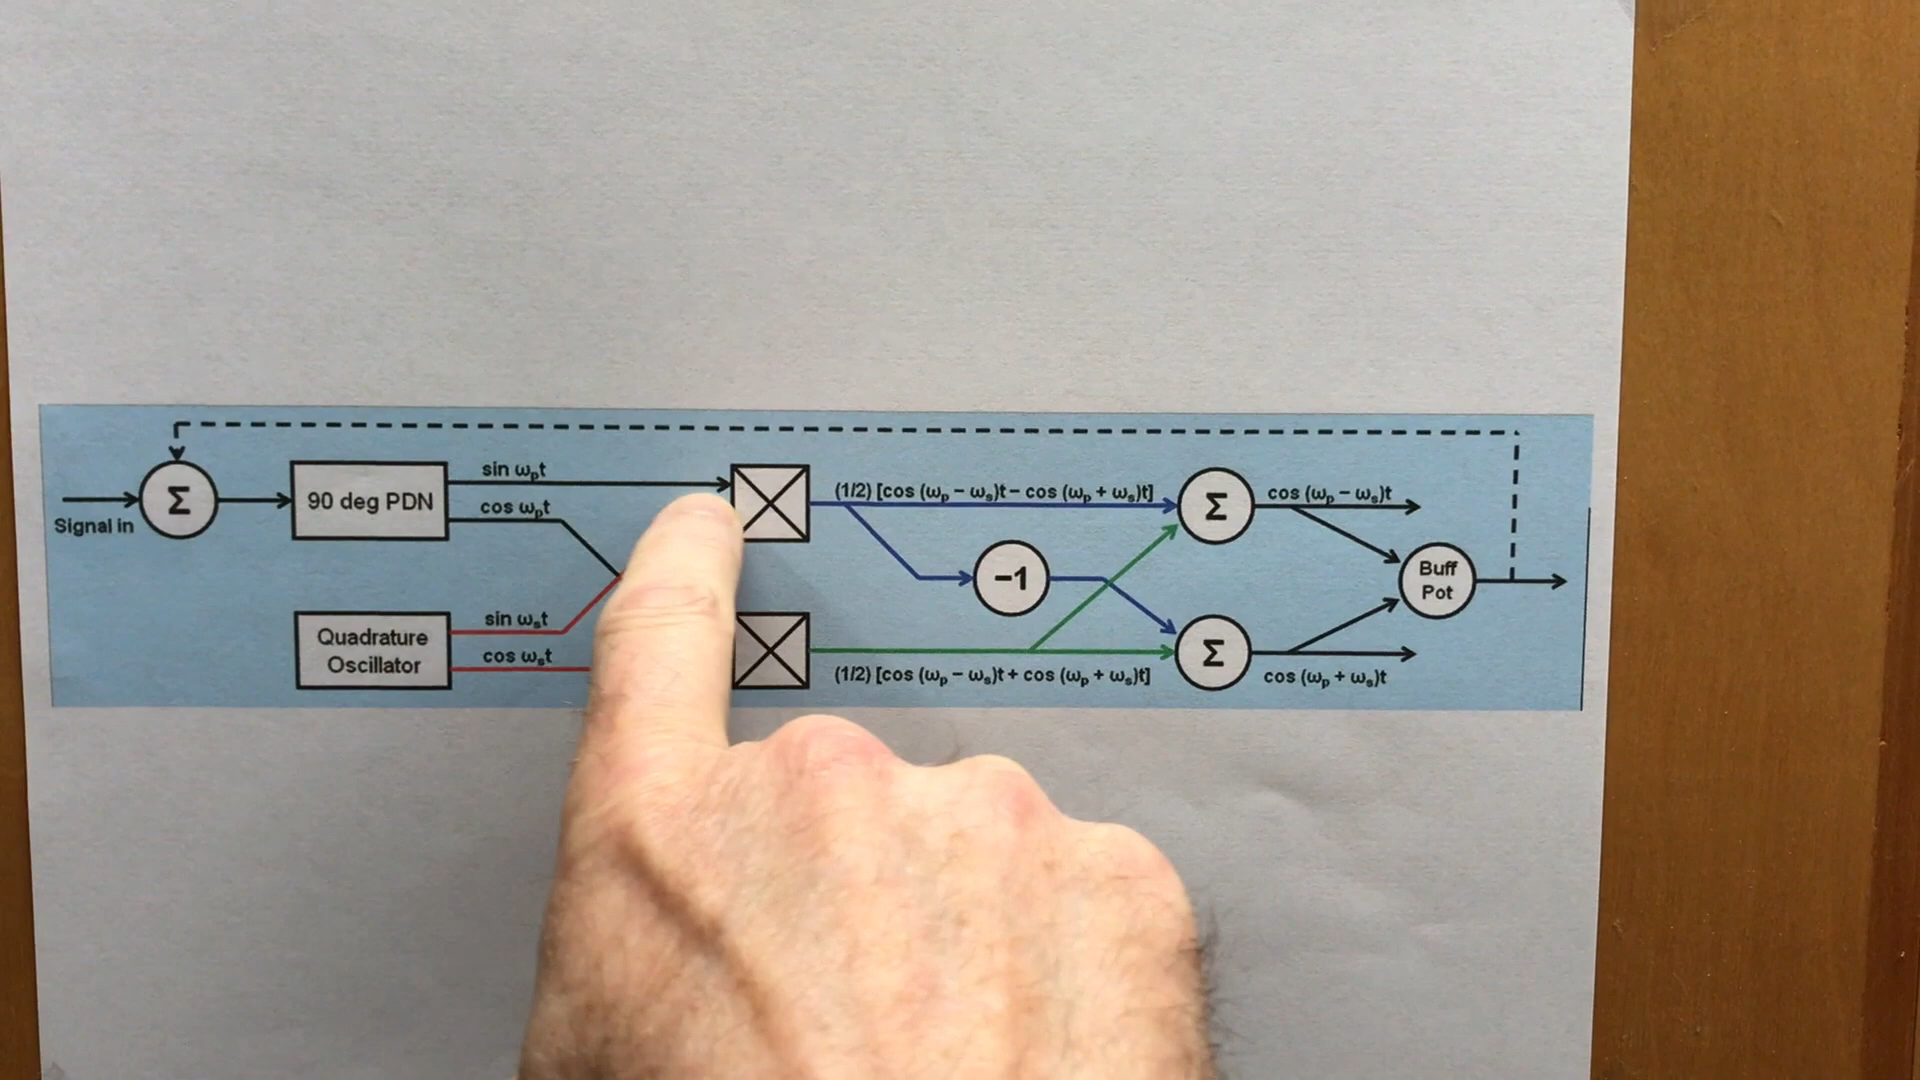 Signal in
Σ
90 deg PDN
sin ωₚt
cos ωₚt
Quadrature
Oscillator
sin ωₛt
cos ωₛt
(1/2) [cos (ωₚ − ωₛ)t − cos (ωₚ + ωₛ)t]
−1
(1/2) [cos (ωₚ − ωₛ)t + cos (ωₚ + ωₛ)t]
Σ
Σ
cos (ωₚ − ωₛ)t
cos (ωₚ + ωₛ)t
Buff
Pot